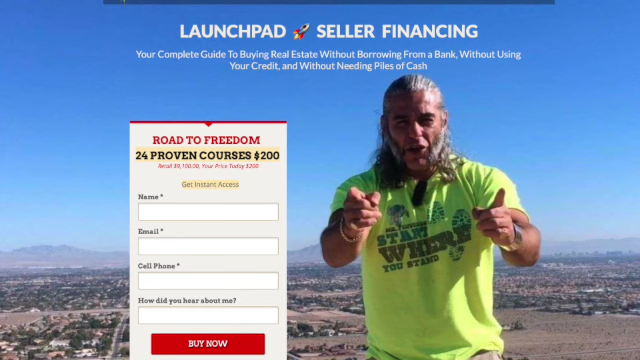 LAUNCHPAD 🚀 SELLER FINANCING
Your Complete Guide To Buying Real Estate Without Borrowing From a Bank, Without Using
Your Credit, and Without Needing Piles of Cash
ROAD TO FREEDOM
24 PROVEN COURSES $200
Retail $9,100.00, Your Price Today $200
Get Instant Access
Name *
Email *
Cell Phone *
How did you hear about me?
BUY NOW
STAND
WHERE
YOU STAND